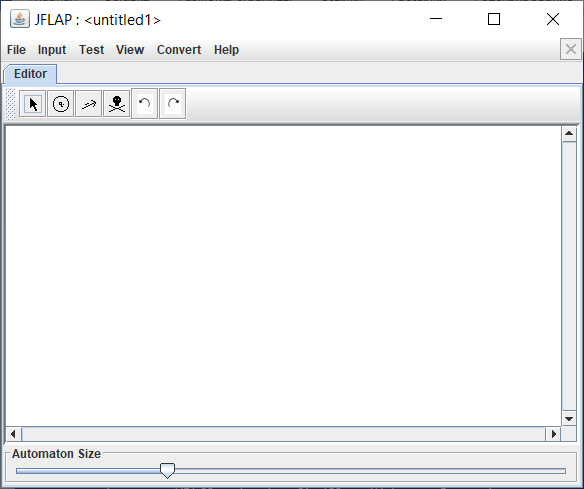 JFLAP : <untitled1>
File Input Test View Convert Help
Editor
Automaton Size